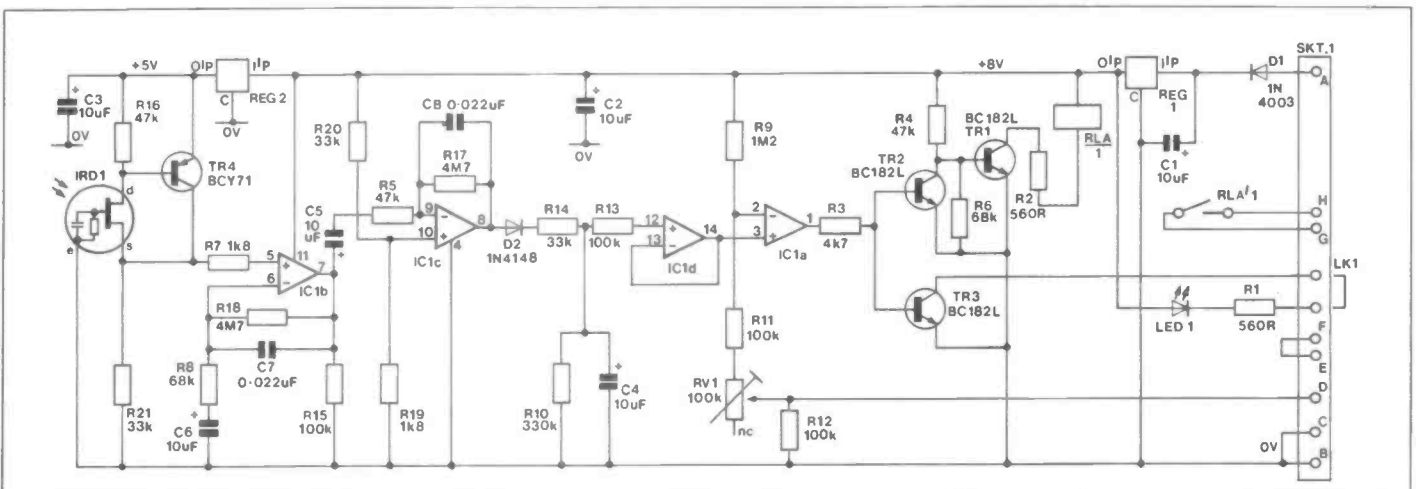 SKT.1
+5V
O/P
I/P
C
REG 2
0V
C3
10uF
0V
R16
47k
IRD1
d
s
e
TR4
BCY71
R7 1k8
5
6
11
7
IC1b
R18
4M7
C7
0·022uF
R8
68k
C6
10uF
R21
33k
R15
100k
C5
10
uF
R20
33k
R5
47k
C8 0·022uF
R17
4M7
9
10
8
4
IC1c
R19
1k8
D2
1N4148
R14
33k
C2
10uF
0V
R13
100k
R10
330k
C4
10uF
12
13
14
IC1d
R9
1M2
2
3
1
IC1a
R11
100k
RV1
100k
nc
R12
100k
R3
4k7
R4
47k
TR2
BC182L
BC182L
TR1
R6
68k
R2
560R
+8V
RLA
1
TR3
BC182L
O/P
I/P
C
REG
1
C1
10uF
D1
1N
4003
RLA/1
LK1
LED 1
R1
560R
A
H
G
F
E
D
C
B
0V